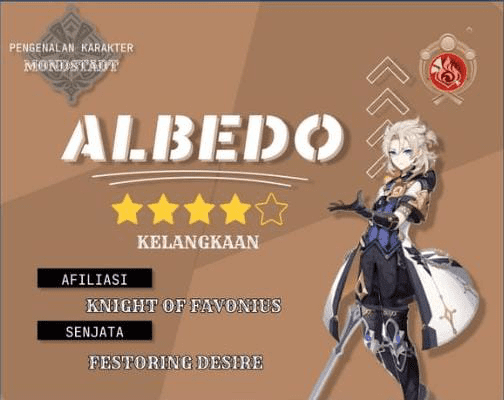 PENGENALAN KARAKTER
MONDSTADT
ALBEDO
KELANGKAAN
AFILIASI
KNIGHT OF FAVONIUS
SENJATA
FESTORING DESIRE